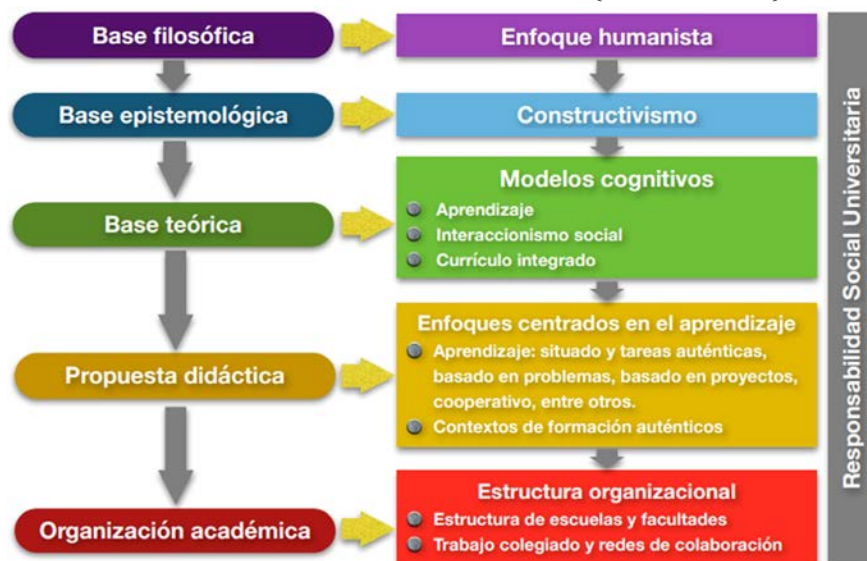 Base filosófica
Enfoque humanista
Base epistemológica
Constructivismo
Base teórica
Modelos cognitivos
Aprendizaje
Interaccionismo social
Currículo integrado
Propuesta didáctica
Enfoques centrados en el aprendizaje
Aprendizaje: situado y tareas auténticas,
basado en problemas, basado en proyectos,
cooperativo, entre otros.
Contextos de formación auténticos
Organización académica
Estructura organizacional
Estructura de escuelas y facultades
Trabajo colegiado y redes de colaboración
Responsabilidad Social Universitaria